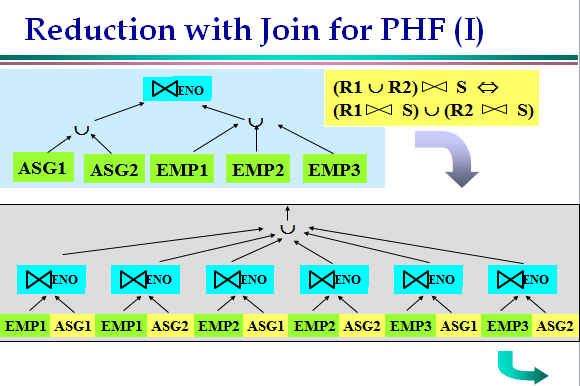 Reduction with Join for PHF (I)
⋈ENO
(R1 ∪ R2) ⋈ S ⇔
(R1 ⋈ S) ∪ (R2 ⋈ S)
∪ ∪
ASG1 ASG2 EMP1 EMP2 EMP3
∪
⋈ENO ⋈ENO ⋈ENO ⋈ENO ⋈ENO ⋈ENO
EMP1 ASG1 EMP1 ASG2 EMP2 ASG1 EMP2 ASG2 EMP3 ASG1 EMP3 ASG2